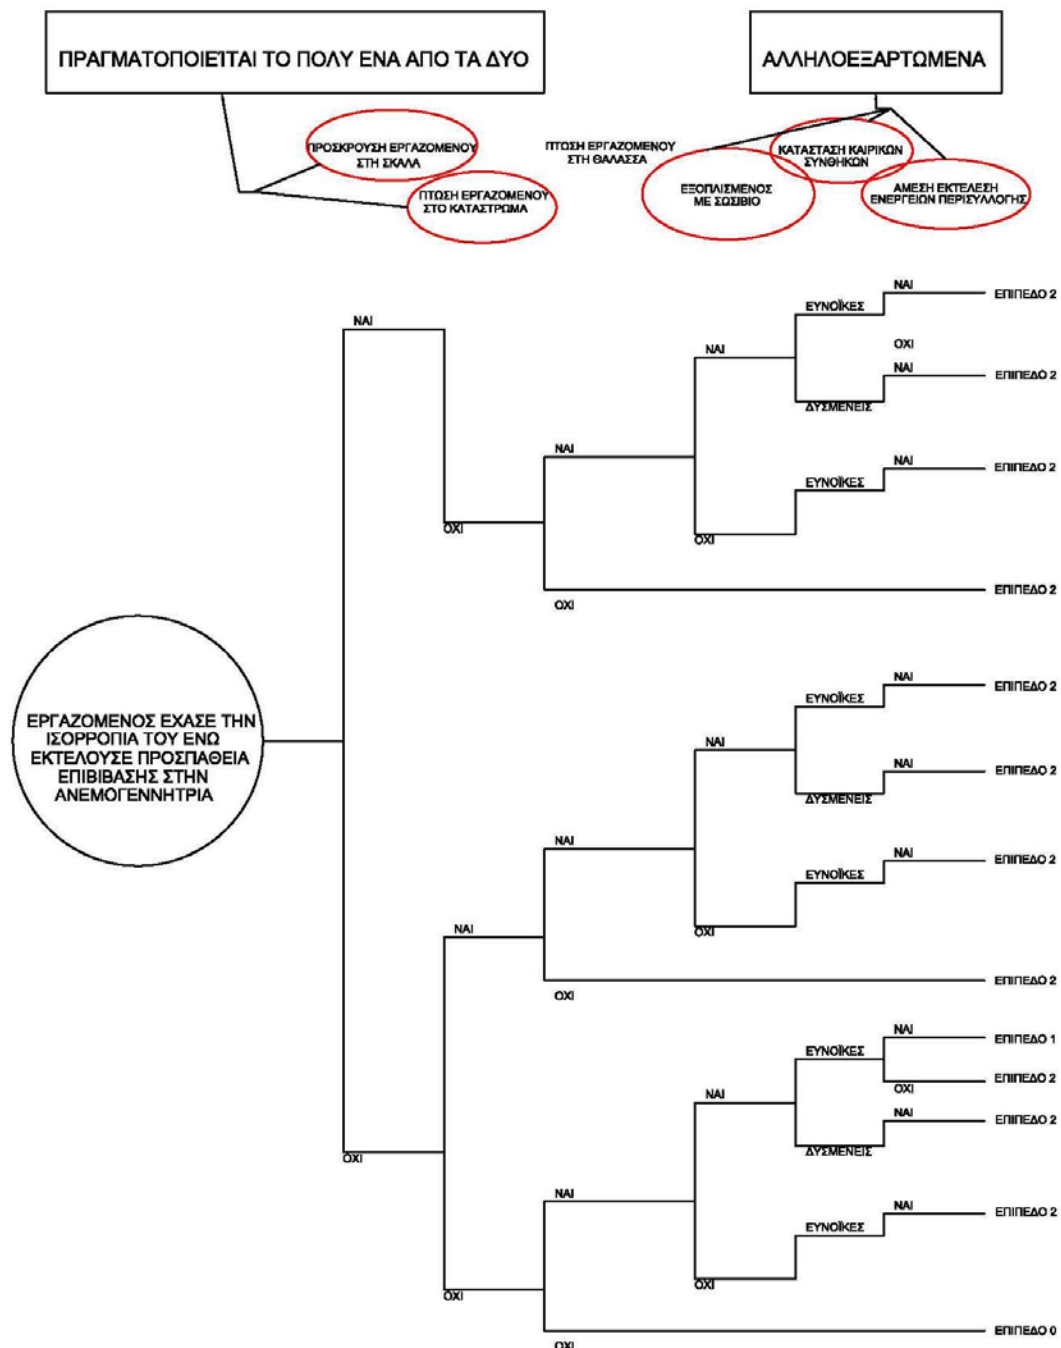 ΠΡΑΓΜΑΤΟΠΟΙΕΊΤΑΙ ΤΟ ΠΟΛΥ ΕΝΑ ΑΠΟ ΤΑ ΔΥΟ
ΑΛΛΗΛΟΕΞΑΡΤΩΜΕΝΑ
ΠΡΟΣΚΡΟΥΣΗ ΕΡΓΑΖΟΜΕΝΟΥ
ΣΤΗ ΣΚΑΛΑ
ΠΤΩΣΗ ΕΡΓΑΖΟΜΕΝΟΥ
ΣΤΟ ΚΑΤΑΣΤΡΩΜΑ
ΠΤΩΣΗ ΕΡΓΑΖΟΜΕΝΟΥ
ΣΤΗ ΘΑΛΑΣΣΑ
ΕΞΟΠΛΙΣΜΕΝΟΣ
ΜΕ ΣΩΣΙΒΙΟ
ΚΑΤΑΣΤΑΣΗ ΚΑΙΡΙΚΩΝ
ΣΥΝΘΗΚΩΝ
ΑΜΕΣΗ ΕΚΤΕΛΕΣΗ
ΕΝΕΡΓΕΙΩΝ ΠΕΡΙΣΥΛΛΟΓΗΣ
ΝΑΙ
ΕΠΙΠΕΔΟ 2
ΕΥΝΟΪΚΕΣ
ΝΑΙ
ΟΧΙ
ΝΑΙ
ΝΑΙ
ΕΠΙΠΕΔΟ 2
ΔΥΣΜΕΝΕΙΣ
ΝΑΙ
ΝΑΙ
ΕΠΙΠΕΔΟ 2
ΕΥΝΟΪΚΕΣ
ΟΧΙ
ΟΧΙ
ΕΠΙΠΕΔΟ 2
ΟΧΙ
ΝΑΙ
ΕΠΙΠΕΔΟ 2
ΕΥΝΟΪΚΕΣ
ΕΡΓΑΖΟΜΕΝΟΣ ΕΧΑΣΕ ΤΗΝ
ΙΣΟΡΡΟΠΙΑ ΤΟΥ ΕΝΩ
ΕΚΤΕΛΟΥΣΕ ΠΡΟΣΠΑΘΕΙΑ
ΕΠΙΒΙΒΑΣΗΣ ΣΤΗΝ
ΑΝΕΜΟΓΕΝΝΗΤΡΙΑ
ΝΑΙ
ΝΑΙ
ΕΠΙΠΕΔΟ 2
ΔΥΣΜΕΝΕΙΣ
ΝΑΙ
ΝΑΙ
ΕΠΙΠΕΔΟ 2
ΕΥΝΟΪΚΕΣ
ΝΑΙ
ΟΧΙ
ΕΠΙΠΕΔΟ 2
ΟΧΙ
ΝΑΙ
ΕΠΙΠΕΔΟ 1
ΕΥΝΟΪΚΕΣ
ΕΠΙΠΕΔΟ 2
ΟΧΙ
ΝΑΙ
ΝΑΙ
ΕΠΙΠΕΔΟ 2
ΔΥΣΜΕΝΕΙΣ
ΟΧΙ
ΝΑΙ
ΝΑΙ
ΕΠΙΠΕΔΟ 2
ΕΥΝΟΪΚΕΣ
ΟΧΙ
ΟΧΙ
ΕΠΙΠΕΔΟ 0
ΟΧΙ